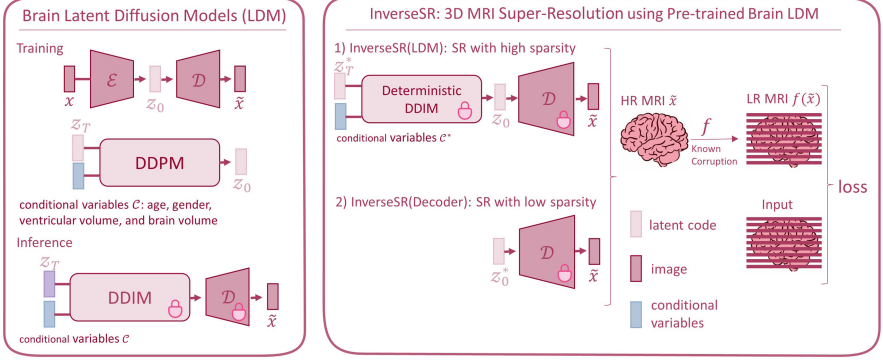 Brain Latent Diffusion Models (LDM)
Training
x
ℰ
z₀
𝒟
x̃
z_T
DDPM
z₀
conditional variables 𝒞: age, gender,
ventricular volume, and brain volume
Inference
z_T
DDIM
𝒟
x̃
conditional variables 𝒞
InverseSR: 3D MRI Super-Resolution using Pre-trained Brain LDM
1) InverseSR(LDM): SR with high sparsity
z*_T
Deterministic
DDIM
z₀
𝒟
x̃
conditional variables 𝒞*
2) InverseSR(Decoder): SR with low sparsity
z*₀
𝒟
x̃
HR MRI x̃
f
Known
Corruption
LR MRI f(x̃)
Input
loss
latent code
image
conditional
variables